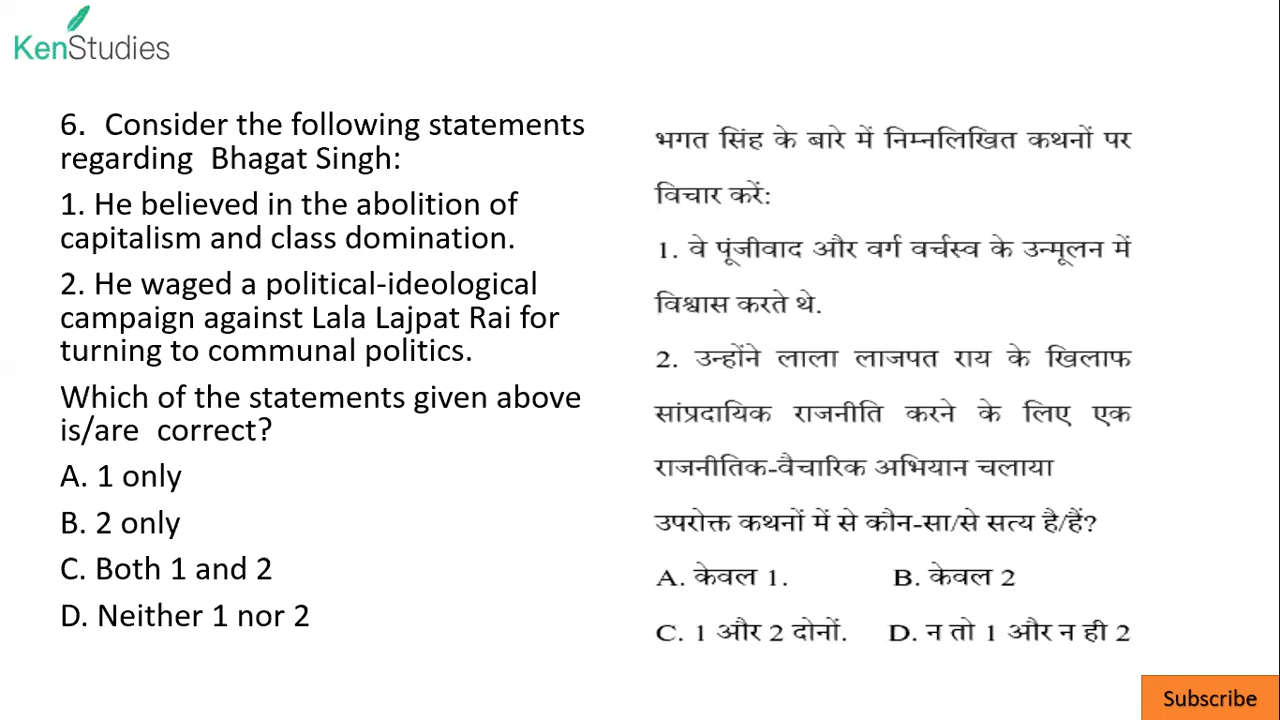 KenStudies
6. Consider the following statements
regarding Bhagat Singh:
1. He believed in the abolition of
capitalism and class domination.
2. He waged a political-ideological
campaign against Lala Lajpat Rai for
turning to communal politics.
Which of the statements given above
is/are correct?
A. 1 only
B. 2 only
C. Both 1 and 2
D. Neither 1 nor 2
भगत सिंह के बारे में निम्नलिखित कथनों पर
विचार करें:
1. वे पूंजीवाद और वर्ग वर्चस्व के उन्मूलन में
विश्वास करते थे.
2. उन्होंने लाला लाजपत राय के खिलाफ
सांप्रदायिक राजनीति करने के लिए एक
राजनीतिक-वैचारिक अभियान चलाया
उपरोक्त कथनों में से कौन-सा/से सत्य है/हैं?
A. केवल 1. B. केवल 2
C. 1 और 2 दोनों. D. न तो 1 और न ही 2
Subscribe